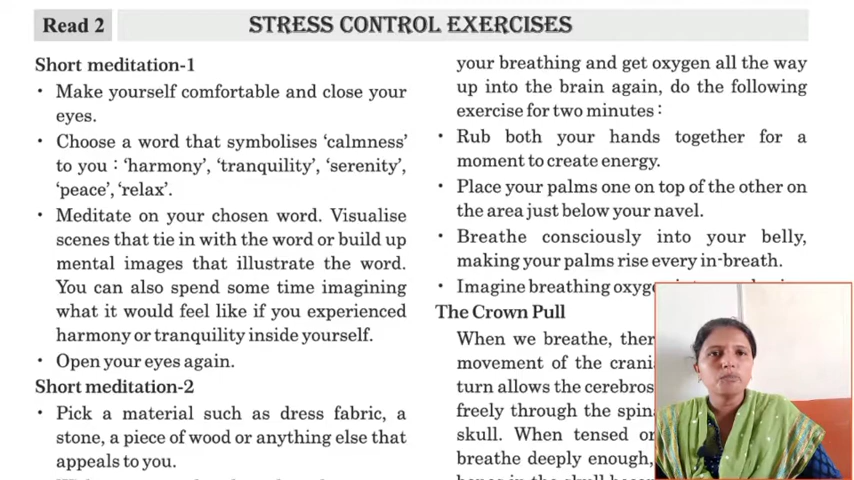 Read 2
STRESS CONTROL EXERCISES
Short meditation-1
• Make yourself comfortable and close your
eyes.
• Choose a word that symbolises ‘calmness’
to you : ‘harmony’, ‘tranquility’, ‘serenity’,
‘peace’, ‘relax’.
• Meditate on your chosen word. Visualise
scenes that tie in with the word or build up
mental images that illustrate the word.
You can also spend some time imagining
what it would feel like if you experienced
harmony or tranquility inside yourself.
• Open your eyes again.
Short meditation-2
• Pick a material such as dress fabric, a
stone, a piece of wood or anything else that
appeals to you.
your breathing and get oxygen all the way
up into the brain again, do the following
exercise for two minutes :
• Rub both your hands together for a
moment to create energy.
• Place your palms one on top of the other on
the area just below your navel.
• Breathe consciously into your belly,
making your palms rise every in-breath.
• Imagine breathing
The Crown Pull
When we breathe,
movement of the
turn allows the
freely through the
skull. When tensed
breathe deeply enough,